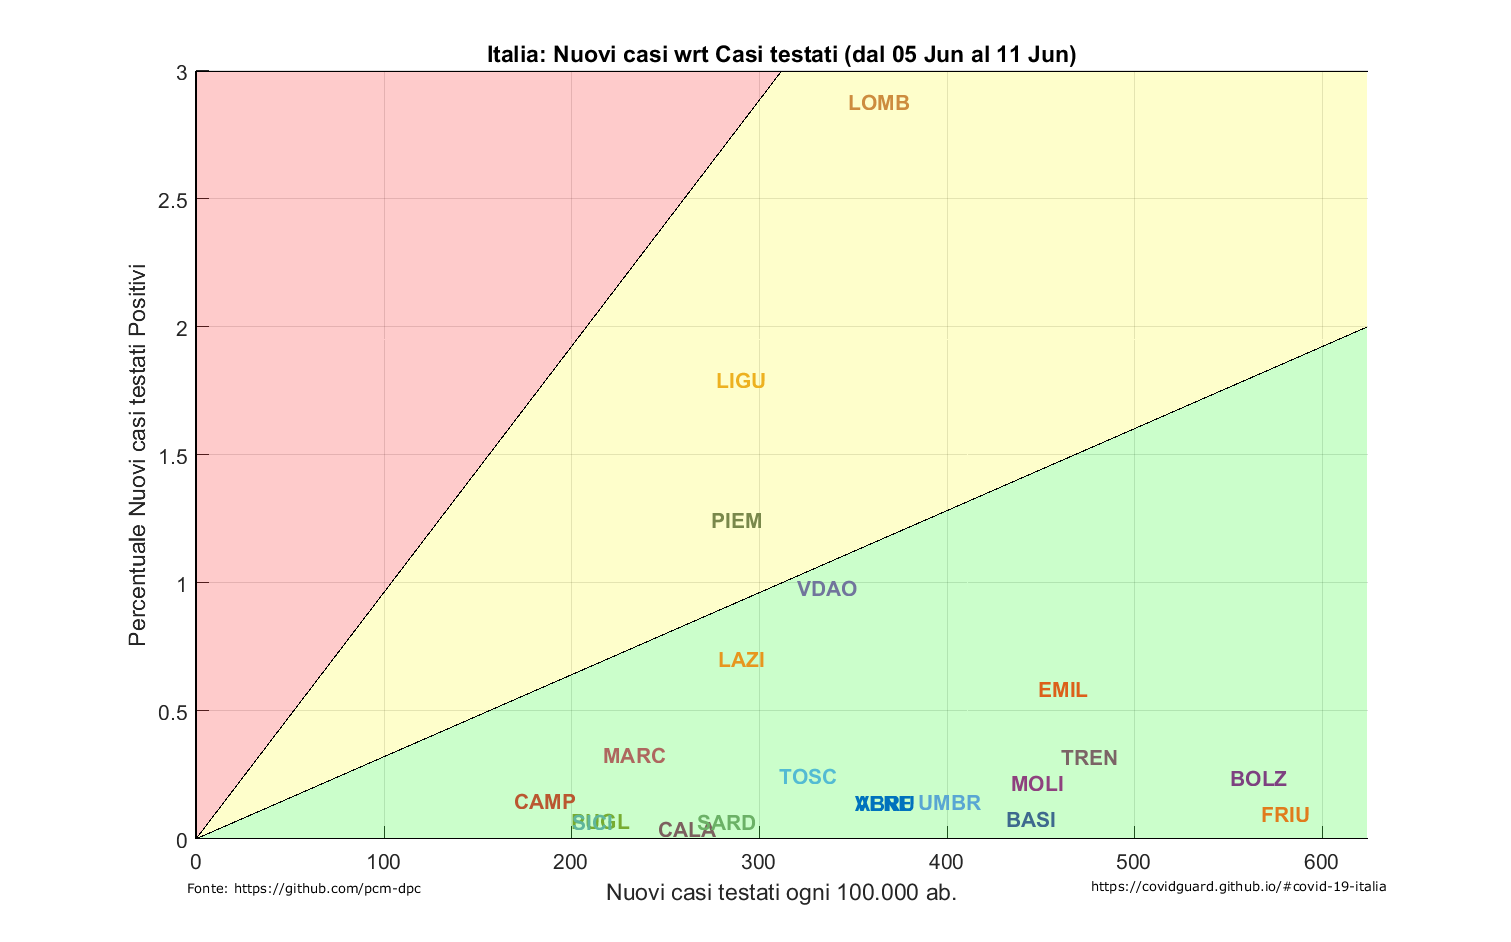 Italia: Nuovi casi wrt Casi testati (dal 05 Jun al 11 Jun)
3
LOMB
2.5
2
LIGU
1.5
PIEM
1
VDAO
LAZI
EMIL
0.5
MARC
TREN
TOSC
MOLI
BOLZ
CAMP
ABRU
UMBR
PUGL
SICI
SARD
BASI
FRIU
CALA
0
0 100 200 300 400 500 600
Percentuale Nuovi casi testati Positivi
Nuovi casi testati ogni 100.000 ab.
Fonte: https://github.com/pcm-dpc
https://covidguard.github.io/#covid-19-italia